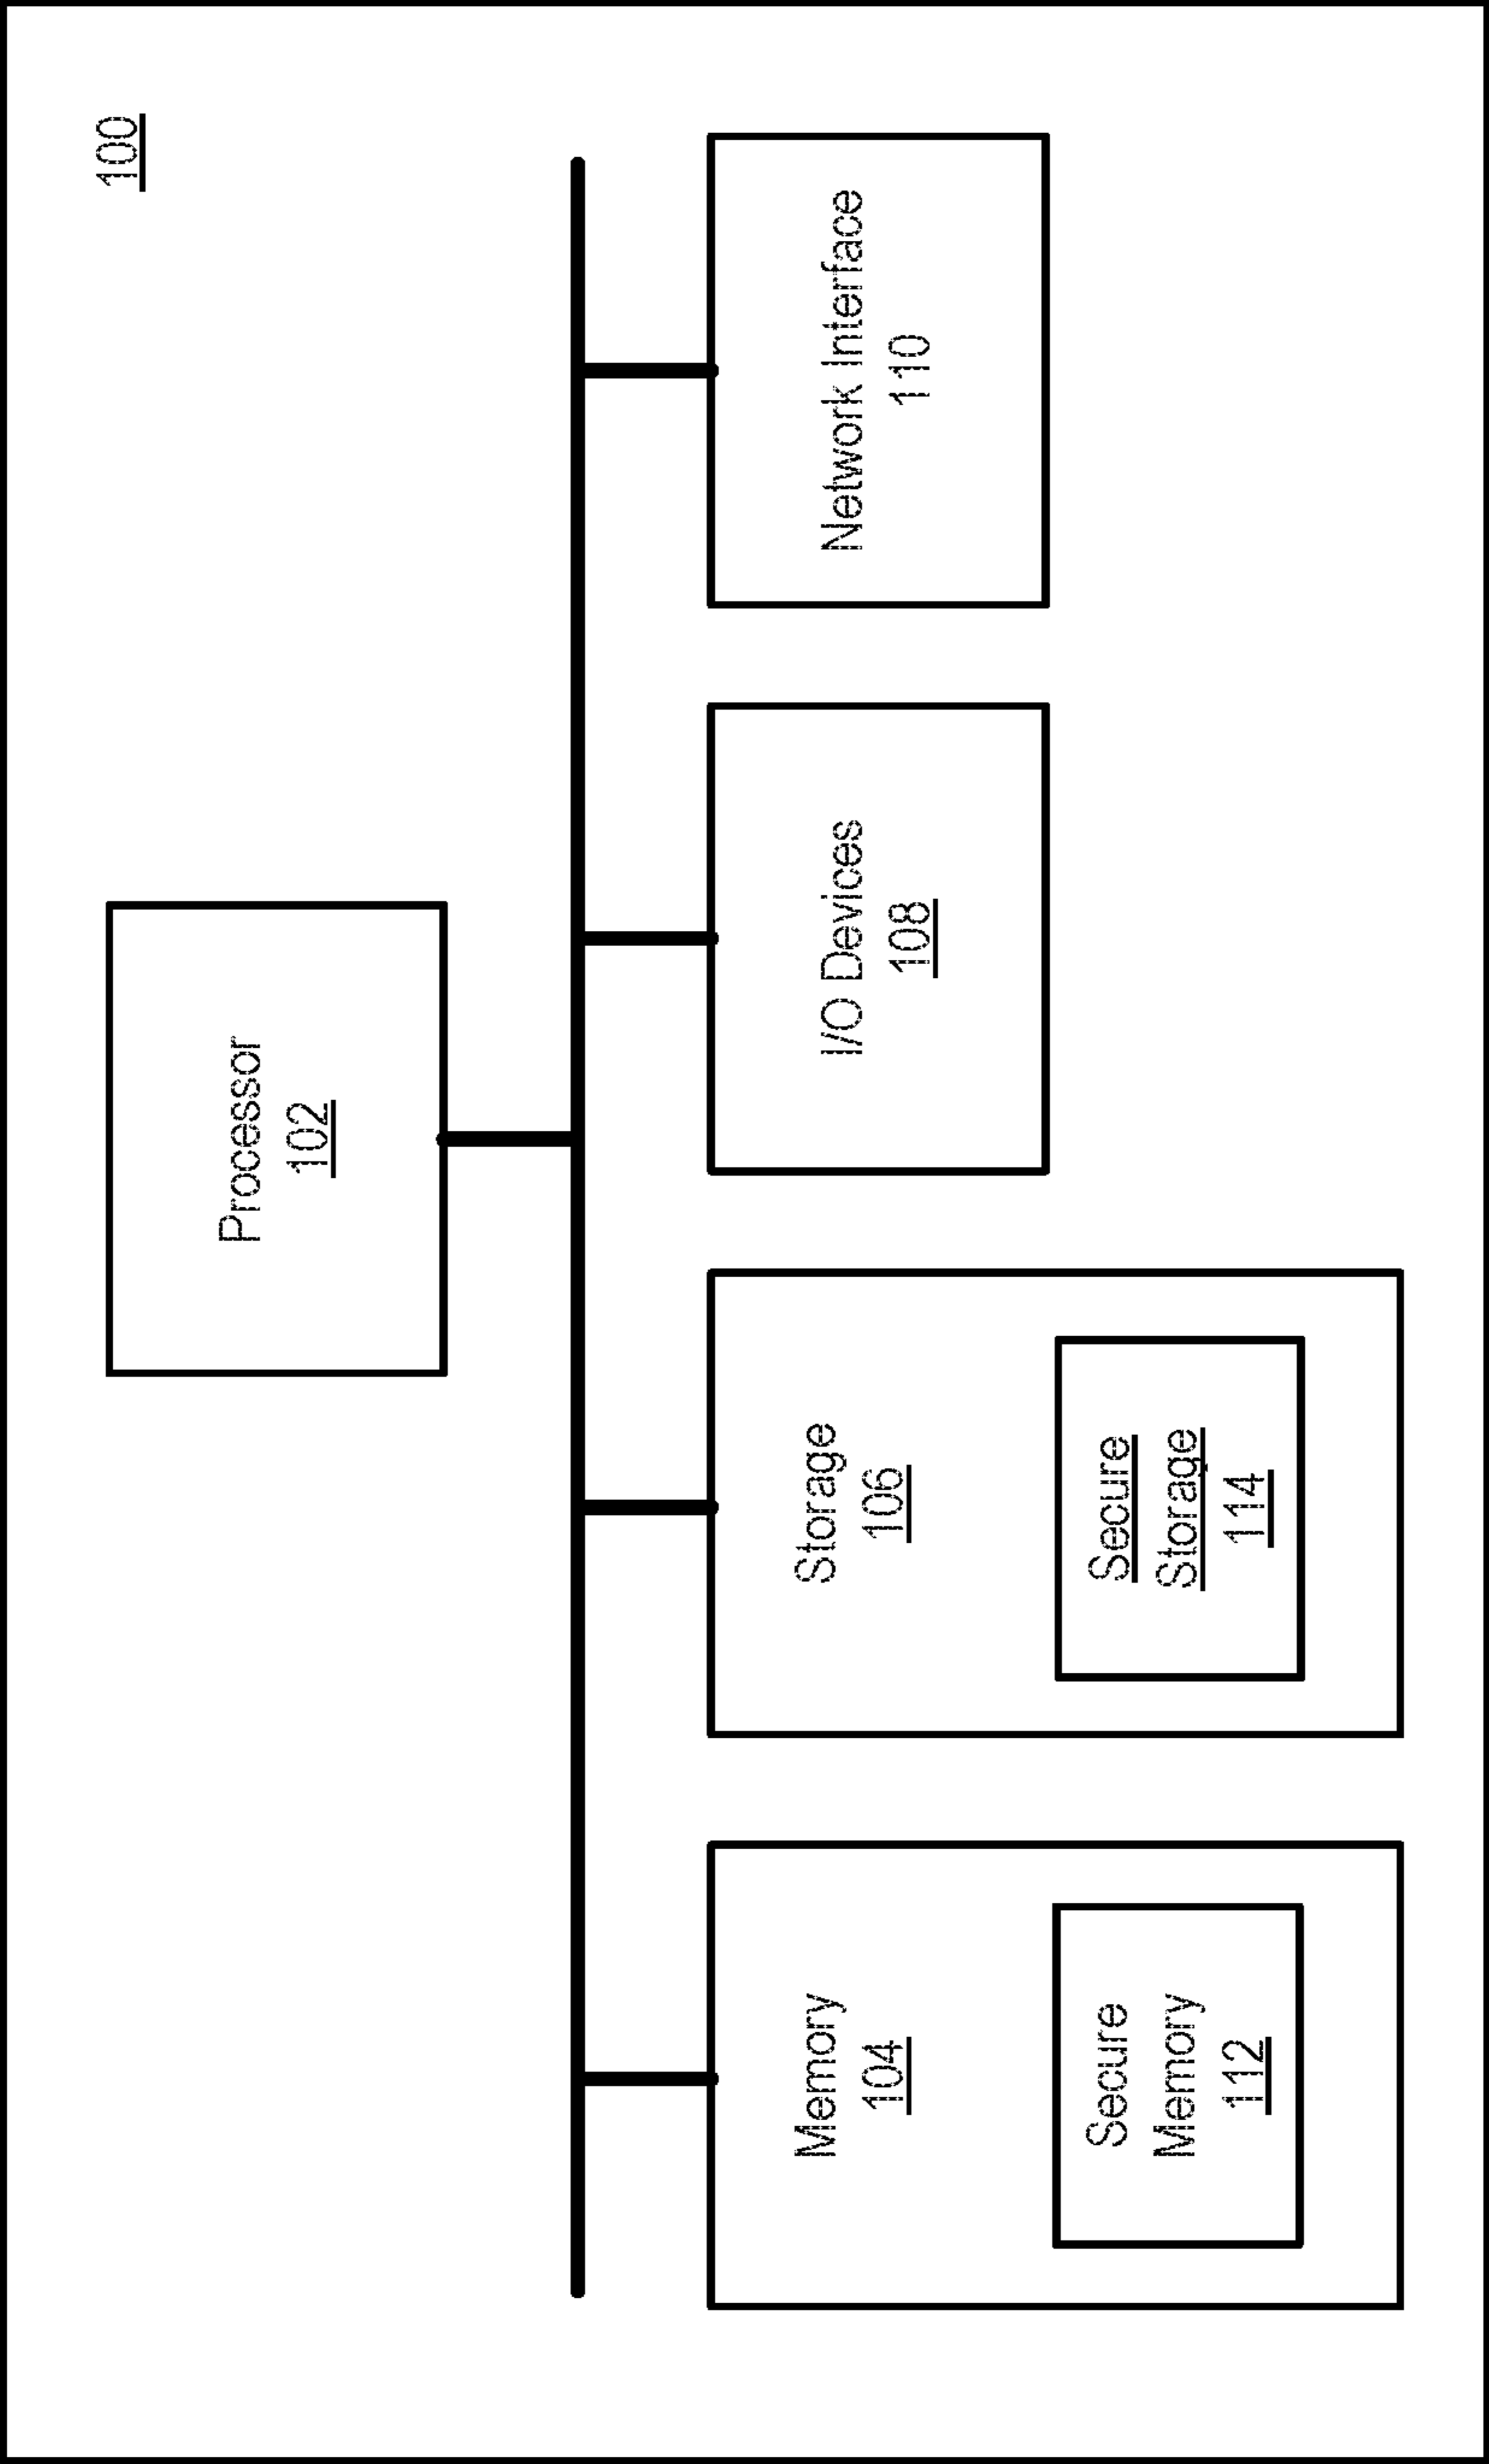 100
Processor
102
Memory
104
Secure
Memory
112
Storage
106
Secure
Storage
114
I/O Devices
108
Network Interface
110